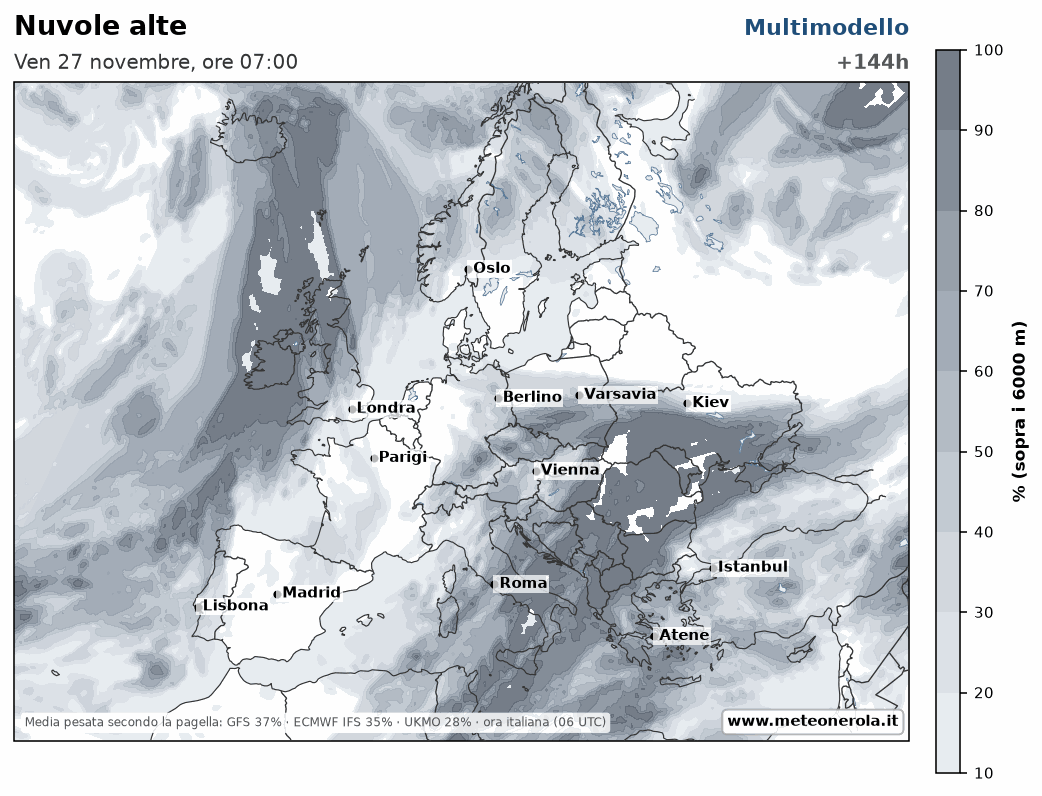 Nuvole alte
Multimodello
Ven 27 novembre, ore 07:00
+144h
100
90
80
70
60
50
40
30
20
10
% (sopra i 6000 m)
Oslo
Londra
Berlino
Varsavia
Kiev
Parigi
Vienna
Istanbul
Roma
Madrid
Lisbona
Atene
Media pesata secondo la pagella: GFS 37% · ECMWF IFS 35% · UKMO 28% · ora italiana (06 UTC)
www.meteonerola.it